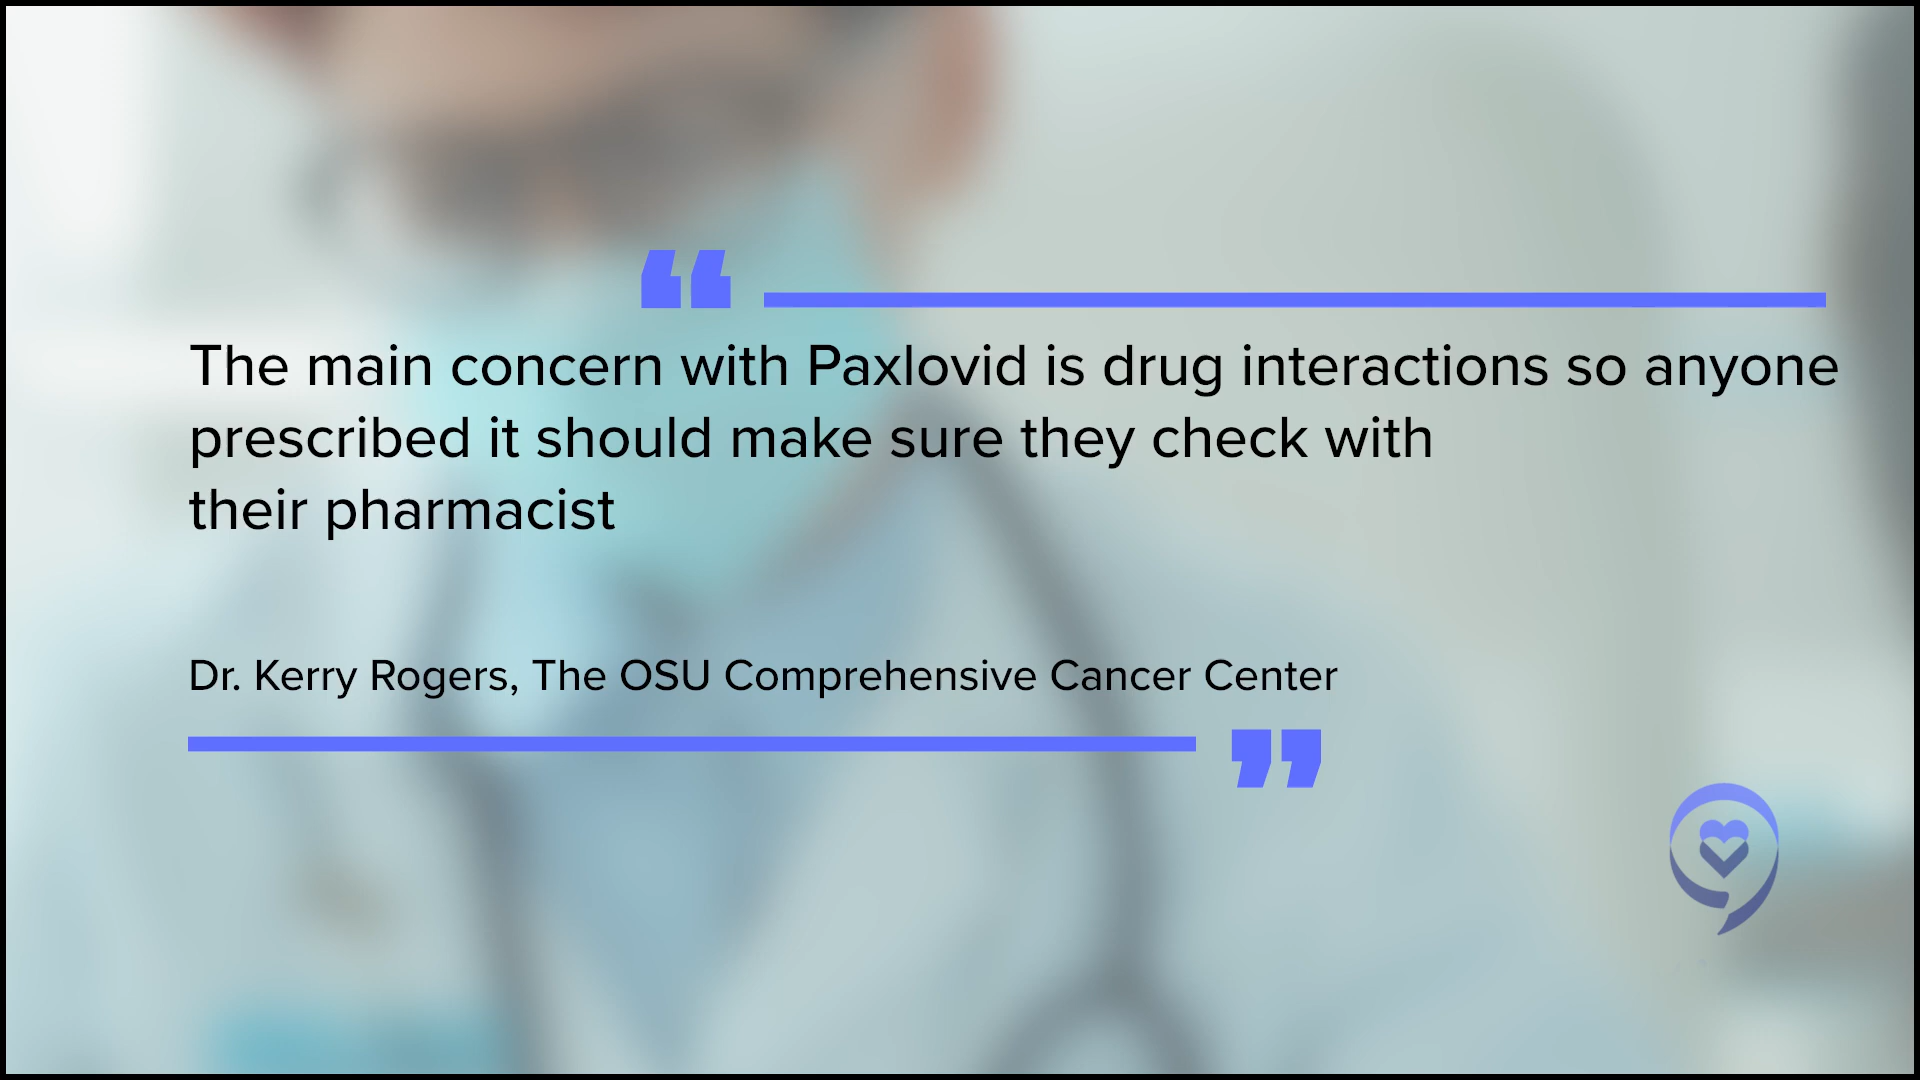 “
The main concern with Paxlovid is drug interactions so anyone
prescribed it should make sure they check with
their pharmacist
Dr. Kerry Rogers, The OSU Comprehensive Cancer Center
”